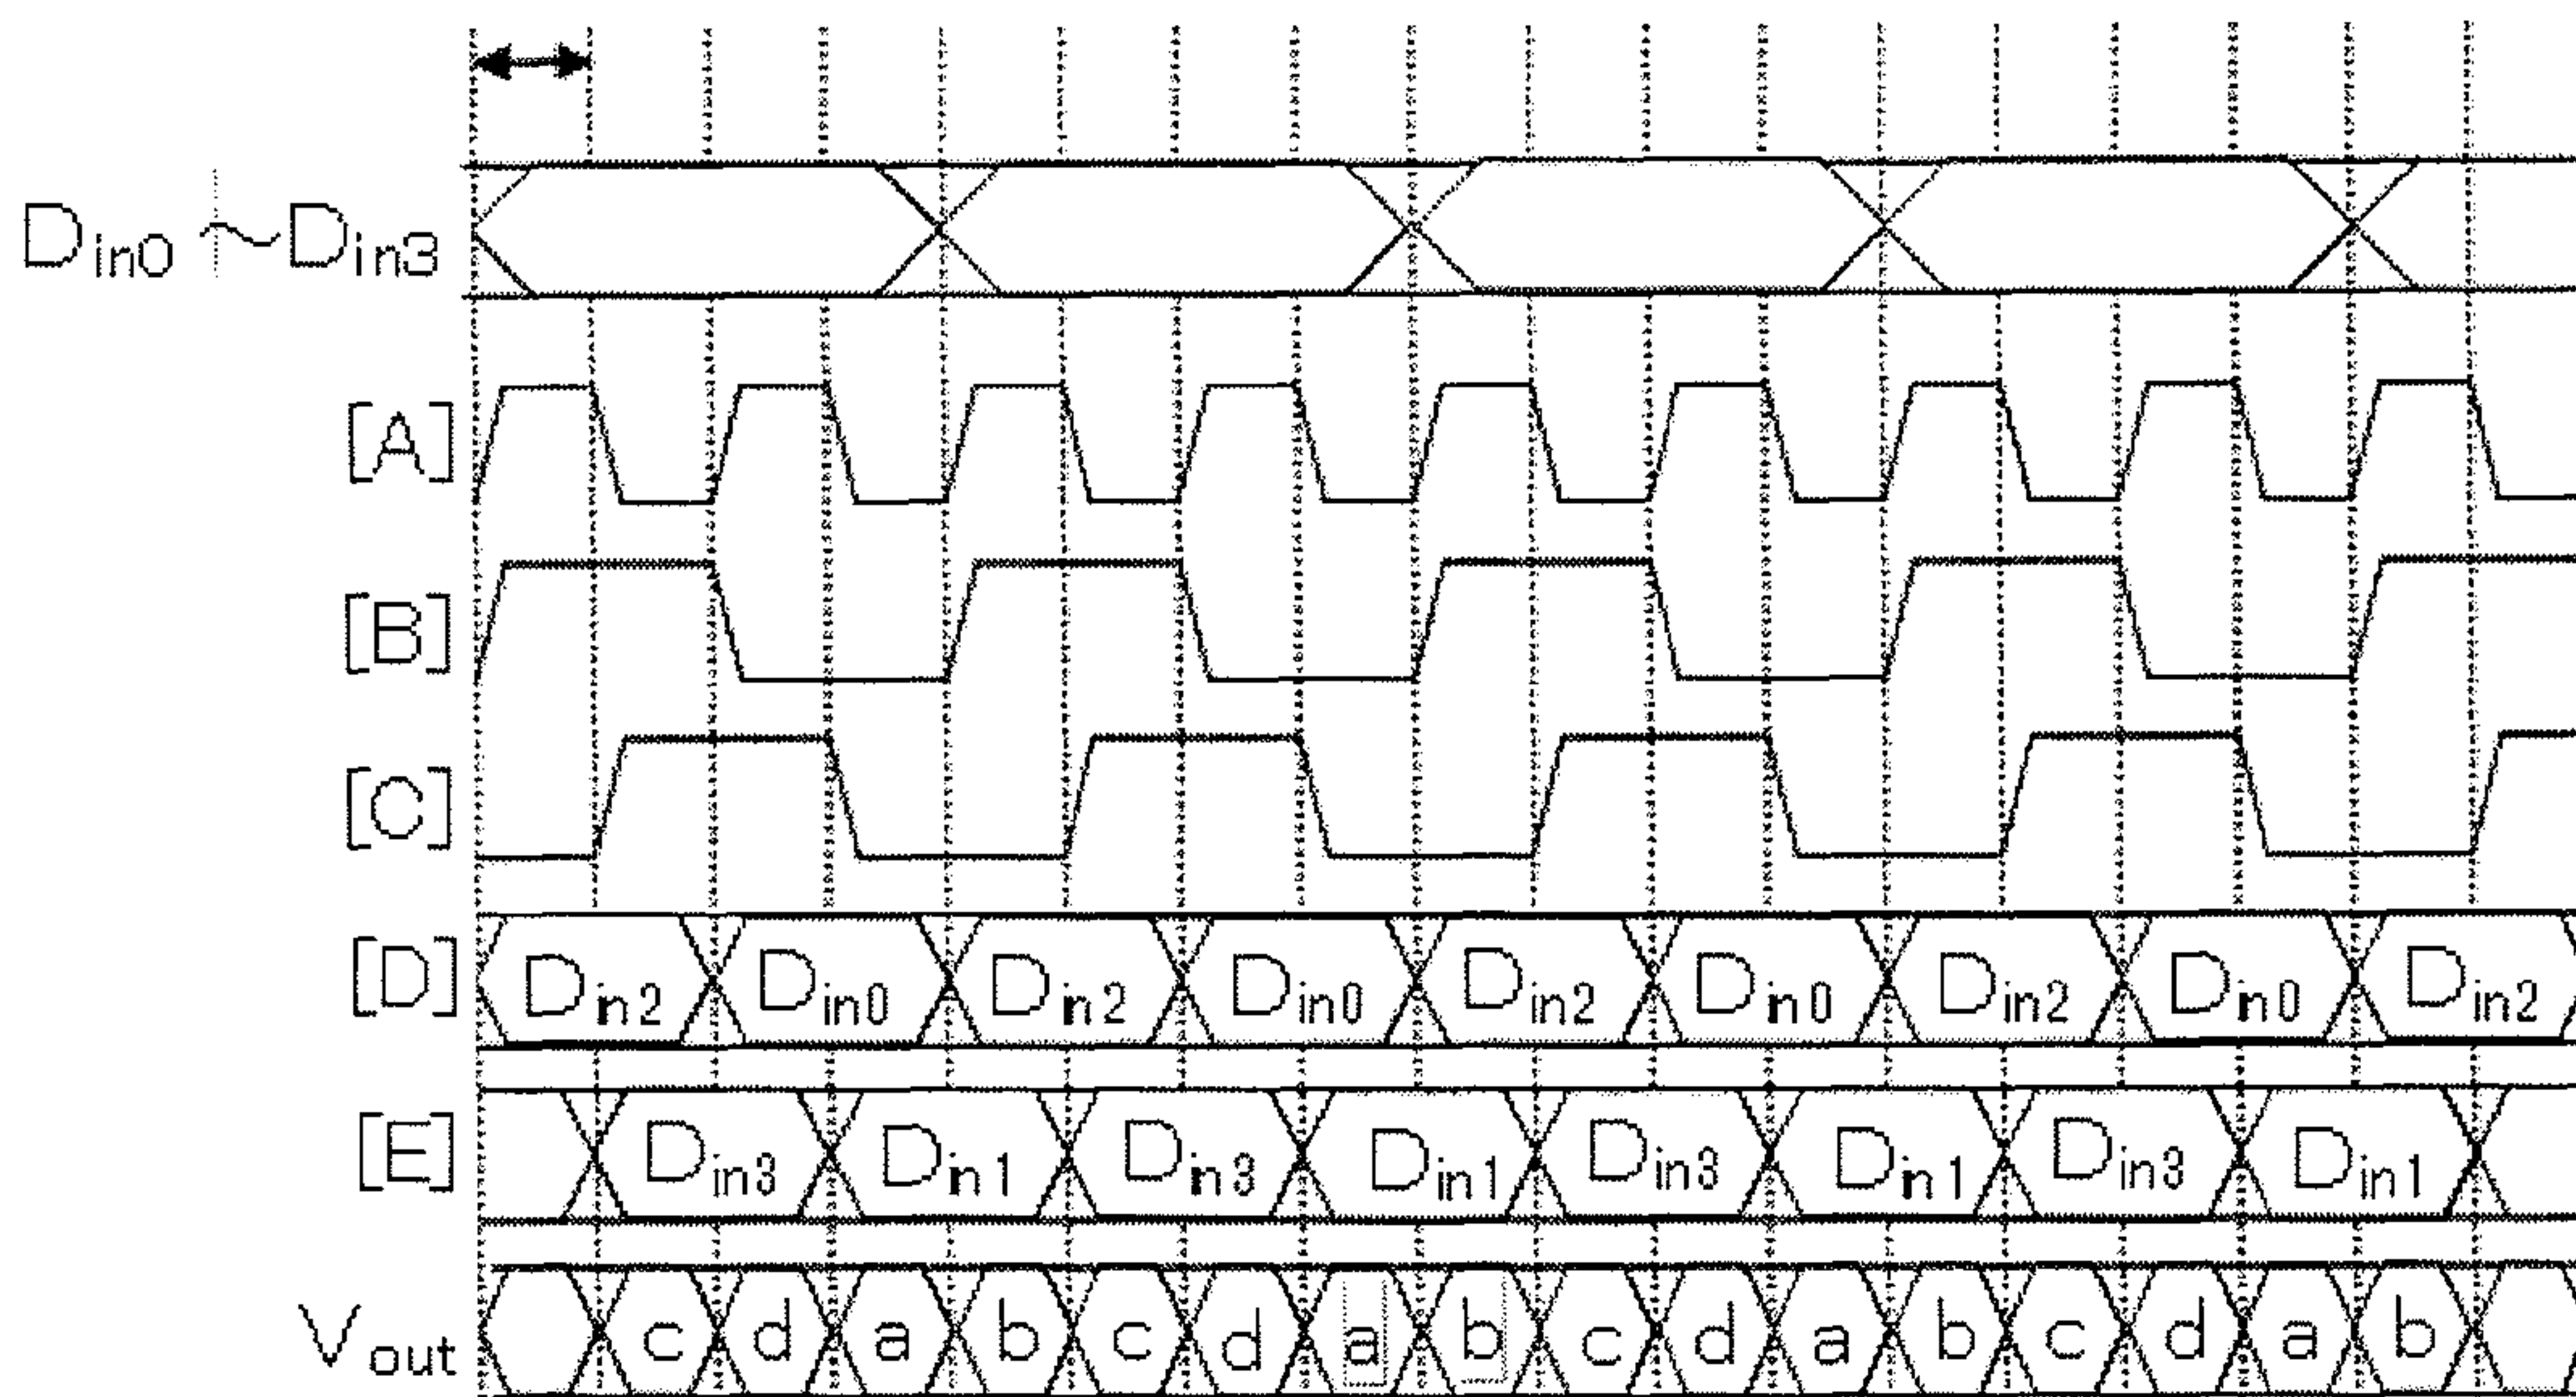 Din0 ~ Din3
[A]
[B]
[C]
[D] Din2 Din0 Din2 Din0 Din2 Din0 Din2 Din0 Din2
[E] Din3 Din1 Din3 Din1 Din3 Din1 Din3 Din1
Vout c d a b c d a b c d a b c d a b